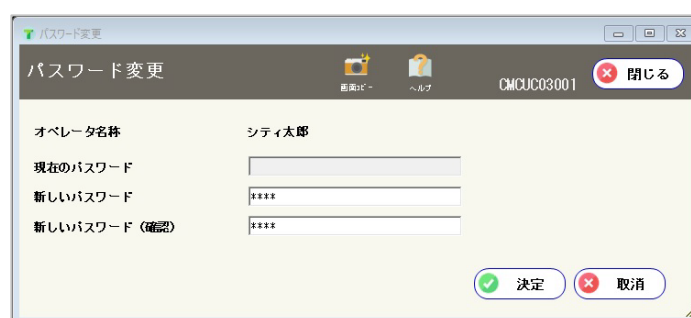 パスワード変更
パスワード変更
画面ｺﾋﾟｰ
ヘルプ
CMCUC03001
閉じる
オペレータ名称
シティ太郎
現在のパスワード
新しいパスワード
****
新しいパスワード（確認）
****
決定
取消